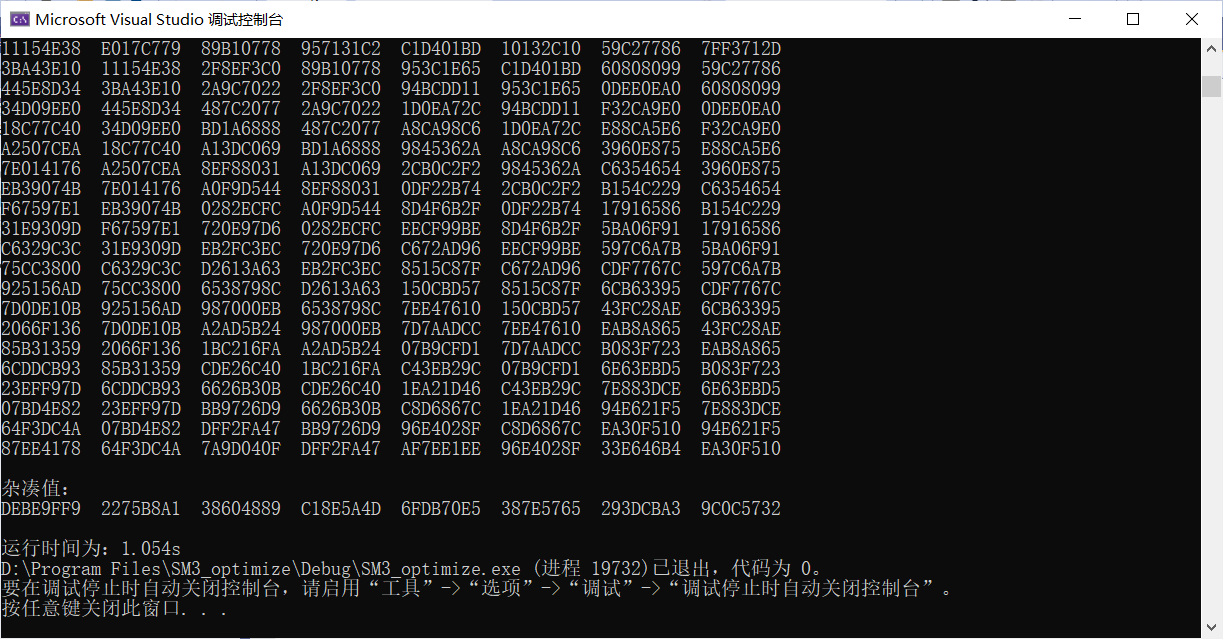 Microsoft Visual Studio 调试控制台
11154E38 E017C779 89B10778 957131C2 C1D401BD 10132C10 59C27786 7FF3712D
3BA43E10 11154E38 2F8EF3C0 89B10778 953C1E65 C1D401BD 60808099 59C27786
445E8D34 3BA43E10 2A9C7022 2F8EF3C0 94BCDD11 953C1E65 0DEE0EA0 60808099
34D09EE0 445E8D34 487C2077 2A9C7022 1D0EA72C 94BCDD11 F32CA9E0 0DEE0EA0
18C77C40 34D09EE0 BD1A6888 487C2077 A8CA98C6 1D0EA72C E88CA5E6 F32CA9E0
A2507CEA 18C77C40 A13DC069 BD1A6888 9845362A A8CA98C6 3960E875 E88CA5E6
7E014176 A2507CEA 8EF88031 A13DC069 2CB0C2F2 9845362A C6354654 3960E875
EB39074B 7E014176 A0F9D544 8EF88031 0DF22B74 2CB0C2F2 B154C229 C6354654
F67597E1 EB39074B 0282ECFC A0F9D544 8D4F6B2F 0DF22B74 17916586 B154C229
31E9309D F67597E1 720E97D6 0282ECFC EECF99BE 8D4F6B2F 5BA06F91 17916586
C6329C3C 31E9309D EB2FC3EC 720E97D6 C672AD96 EECF99BE 597C6A7B 5BA06F91
75CC3800 C6329C3C D2613A63 EB2FC3EC 8515C87F C672AD96 CDF7767C 597C6A7B
925156AD 75CC3800 6538798C D2613A63 150CBD57 8515C87F 6CB63395 CDF7767C
7D0DE10B 925156AD 987000EB 6538798C 7EE47610 150CBD57 43FC28AE 6CB63395
2066F136 7D0DE10B A2AD5B24 987000EB 7D7AADCC 7EE47610 EAB8A865 43FC28AE
85B31359 2066F136 1BC216FA A2AD5B24 07B9CFD1 7D7AADCC B083F723 EAB8A865
6CDDCB93 85B31359 CDE26C40 1BC216FA C43EB29C 07B9CFD1 6E63EBD5 B083F723
23EFF97D 6CDDCB93 6626B30B CDE26C40 1EA21D46 C43EB29C 7E883DCE 6E63EBD5
07BD4E82 23EFF97D BB9726D9 6626B30B C8D6867C 1EA21D46 94E621F5 7E883DCE
64F3DC4A 07BD4E82 DFF2FA47 BB9726D9 96E4028F C8D6867C EA30F510 94E621F5
87EE4178 64F3DC4A 7A9D040F DFF2FA47 AF7EE1EE 96E4028F 33E646B4 EA30F510
杂凑值：
DEBE9FF9 2275B8A1 38604889 C18E5A4D 6FDB70E5 387E5765 293DCBA3 9C0C5732
运行时间为：1.054s
D:\Program Files\SM3_optimize\Debug\SM3_optimize.exe (进程 19732)已退出，代码为 0。
要在调试停止时自动关闭控制台，请启用“工具”->“选项”->“调试”->“调试停止时自动关闭控制台”。
按任意键关闭此窗口. . .